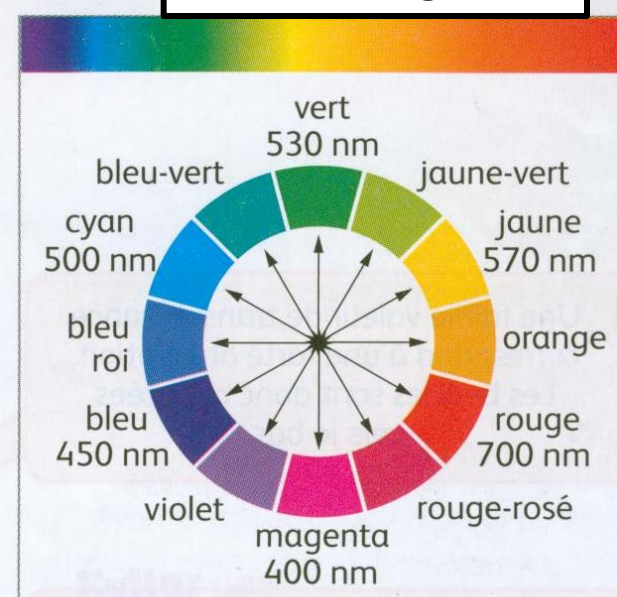 vert
530 nm
bleu-vert
jaune-vert
cyan
500 nm
jaune
570 nm
bleu
roi
orange
bleu
450 nm
rouge
700 nm
violet
rouge-rosé
magenta
400 nm